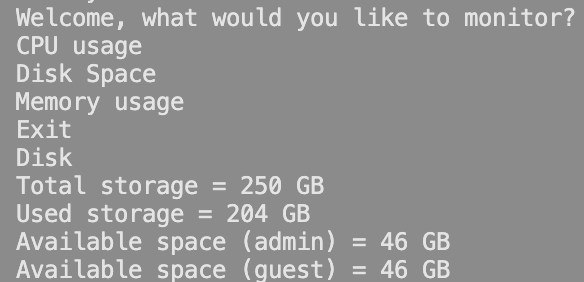 Welcome, what would you like to monitor?
CPU usage
Disk Space
Memory usage
Exit
Disk
Total storage = 250 GB
Used storage = 204 GB
Available space (admin) = 46 GB
Available space (guest) = 46 GB